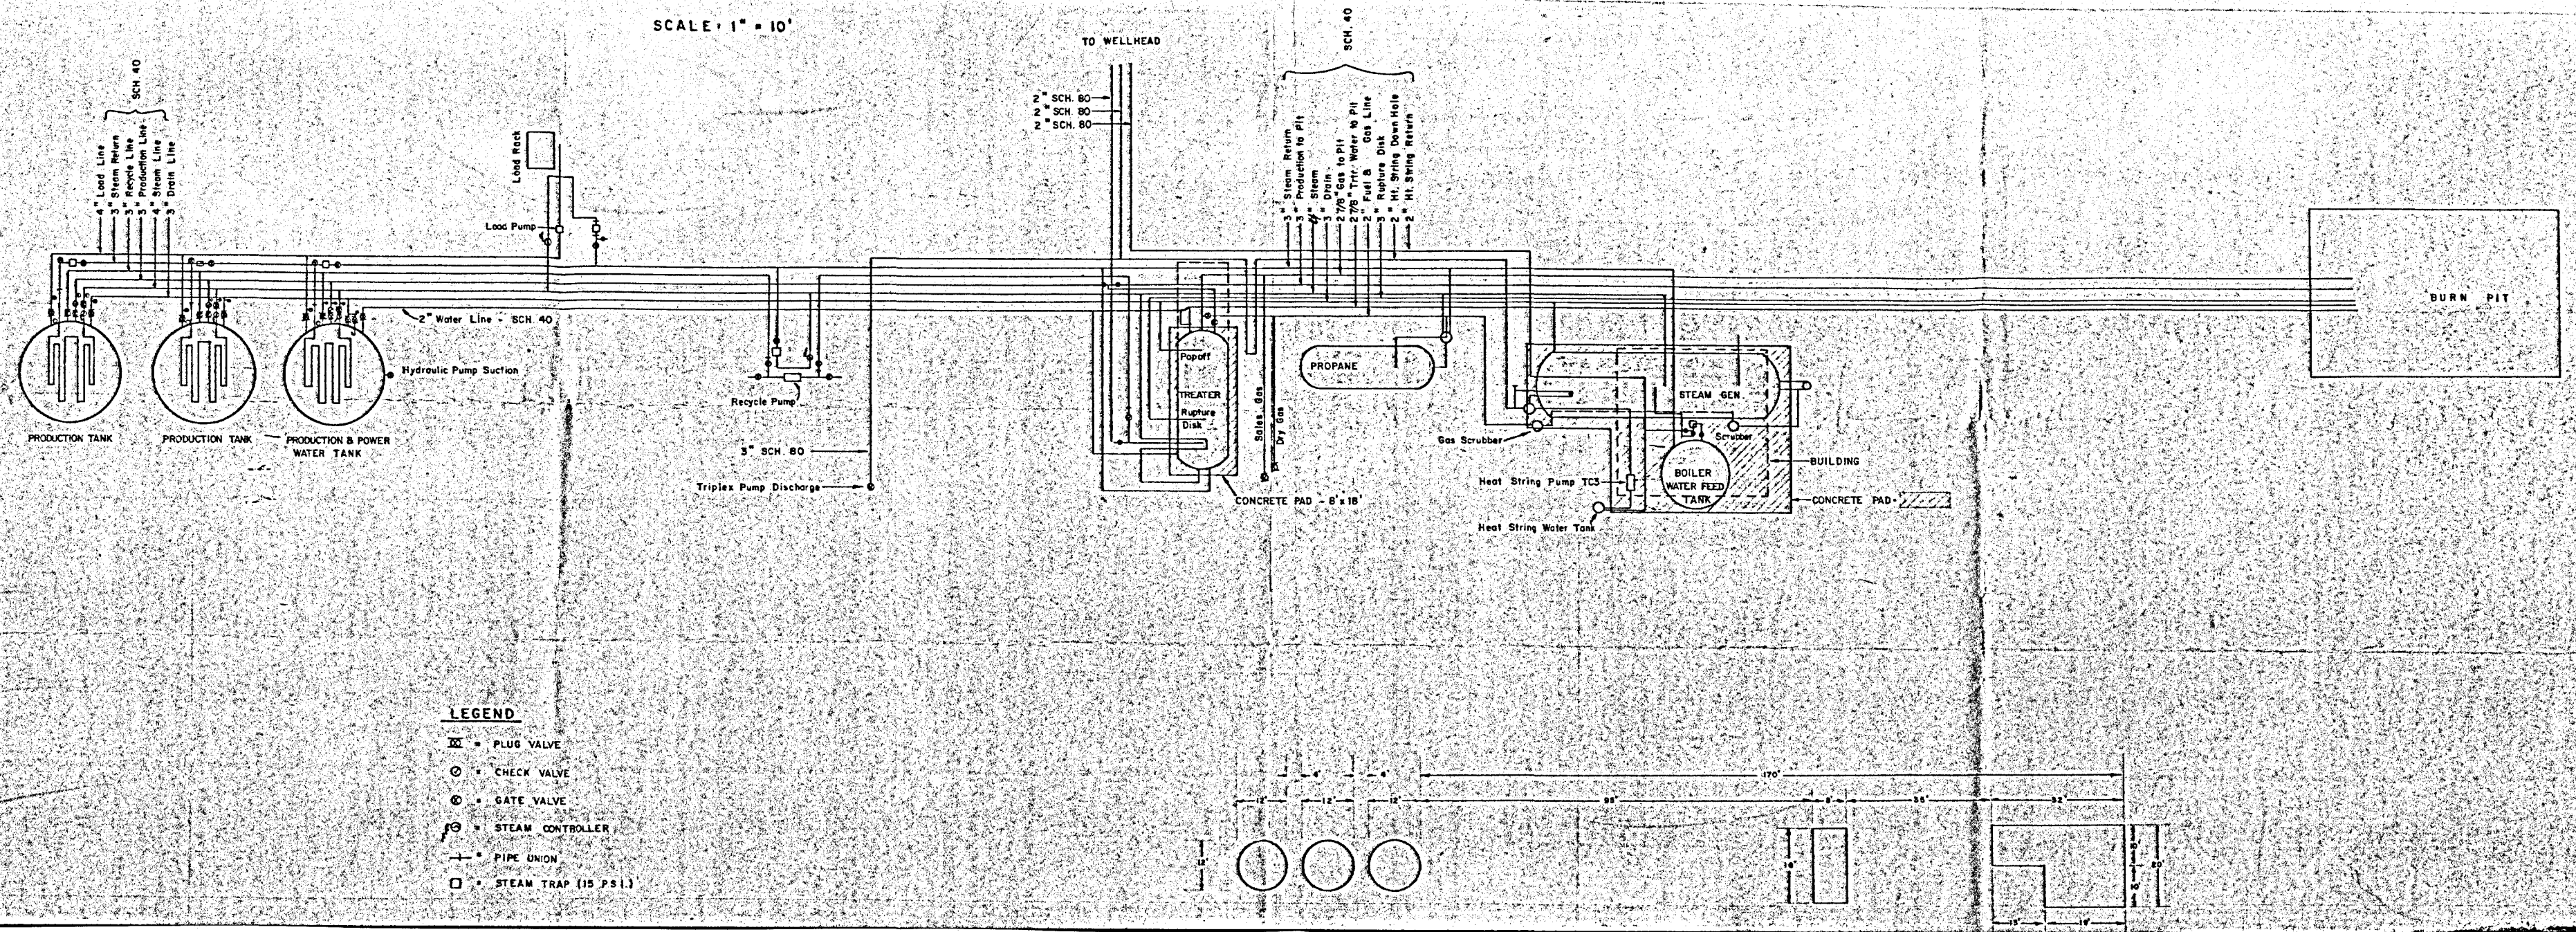 SCALE: 1" = 10'
TO WELLHEAD
SCH. 40
4" Load Line
3" Steam Return
3" Recycle Line
3" Production Line
4" Steam Line
3" Drain Line
Load Rack
Load Pump
2" SCH. 80
2" SCH. 80
2" SCH. 80
SCH. 40
3" Steam Return
3" Production to Pit
Steam
3" Drain
2 7/8" Gas to Pit
2 7/8" Trtr. Water to Pit
2" Fuel & Gas Line
3" Rupture Disk
2" Ht. String Down Hole
2" Ht. String Return
BURN PIT
2" Water Line - SCH. 40
Hydraulic Pump Suction
PRODUCTION TANK
PRODUCTION TANK
PRODUCTION & POWER
WATER TANK
Recycle Pump
3" SCH. 80
Triplex Pump Discharge
Popoff
TREATER
Rupture
Disk
CONCRETE PAD - 8'x18'
Sales Gas
Dry Gas
PROPANE
Gas Scrubber
STEAM GEN.
Scrubber
BOILER
WATER FEED
TANK
Heat String Pump TC3
Heat String Water Tank
BUILDING
CONCRETE PAD -
LEGEND
= PLUG VALVE
= CHECK VALVE
= GATE VALVE
= STEAM CONTROLLER
= PIPE UNION
= STEAM TRAP (15 P.S.I.)
4'
4'
170'
12'
12'
12'
8'
32'
20'